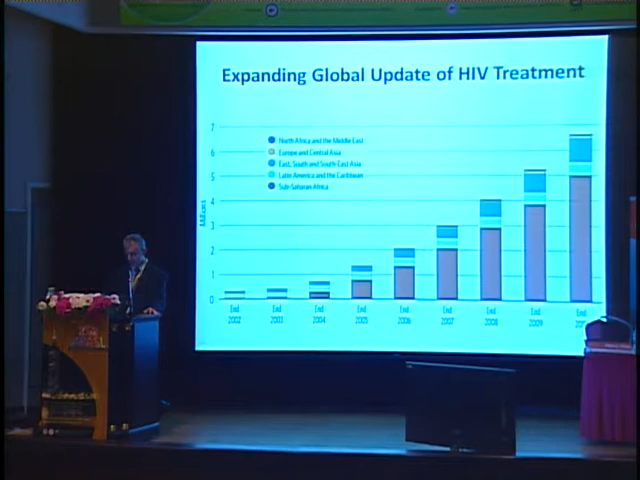 Expanding Global Update of HIV Treatment
7
North Africa and the Middle East
6
Europe and Central Asia
East, South and South-East Asia
5
Latin America and the Caribbean
Sub-Saharan Africa
4
3
2
1
0
End End End End End End End End End
2002 2003 2004 2005 2006 2007 2008 2009